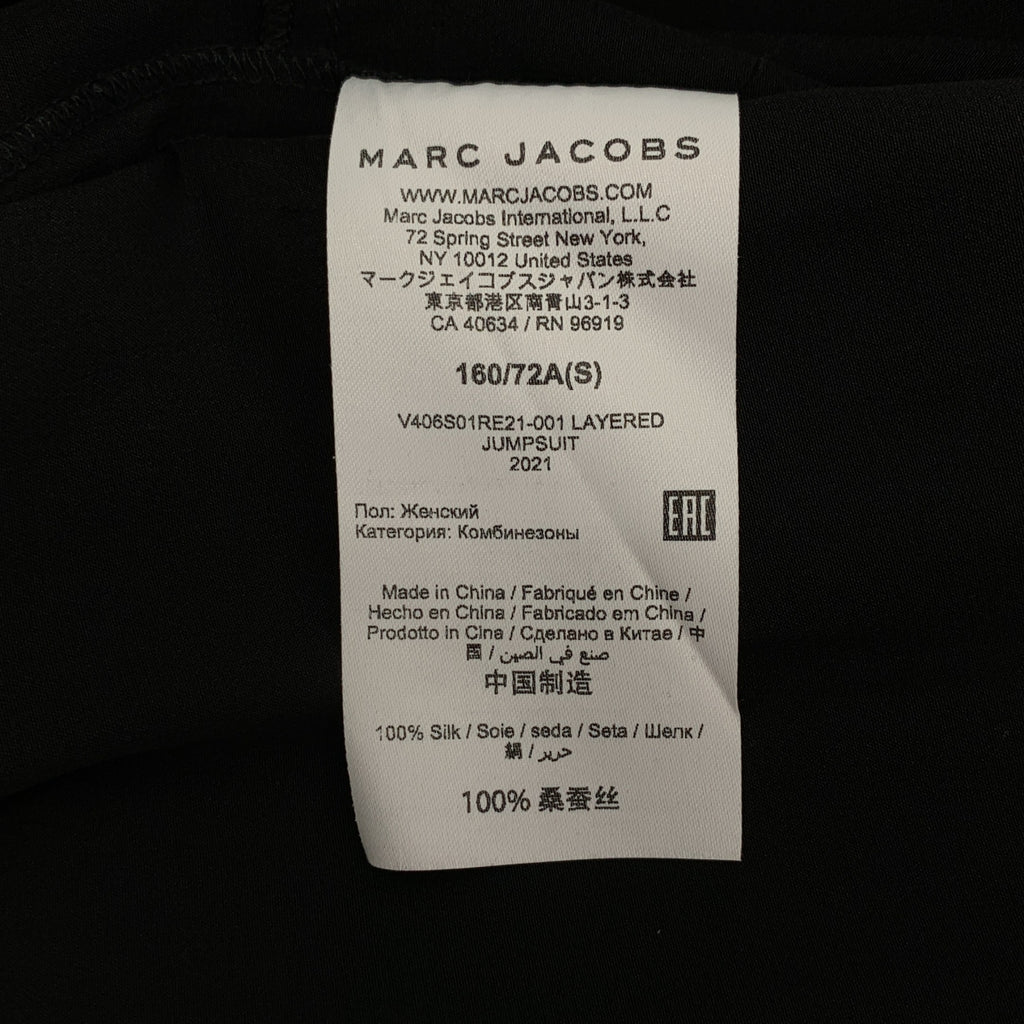 MARC JACOBS
WWW.MARCJACOBS.COM
Marc Jacobs International, L.L.C
72 Spring Street New York,
NY 10012 United States
マークジェイコブスジャパン株式会社
東京都港区南青山3-1-3
CA 40634 / RN 96919
160/72A(S)
V406S01RE21-001 LAYERED
JUMPSUIT
2021
Пол: Женский
Категория: Комбинезоны
EAC
Made in China / Fabriqué en Chine /
Hecho en China / Fabricado em China /
Prodotto in Cina / Сделано в Китае / 中
国 / صنع في الصين
中国制造
100% Silk / Soie / seda / Seta / Шелк /
絹 / حرير
100% 桑蚕丝